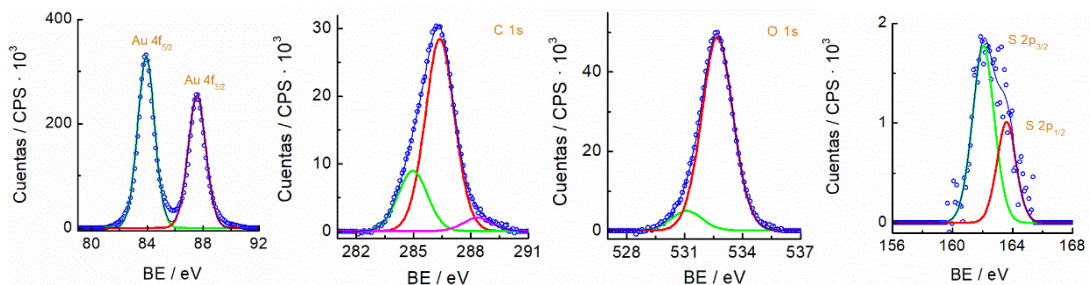 Cuentas / CPS · 10³
400
200
0
Au 4f5/2
Au 4f3/2
80 84 88 92
BE / eV
Cuentas / CPS · 10³
30
20
10
0
C 1s
282 285 288 291
BE / eV
Cuentas / CPS · 10³
40
20
0
O 1s
528 531 534 537
BE / eV
Cuentas / CPS · 10³
2
1
0
S 2p3/2
S 2p1/2
156 160 164 168
BE / eV